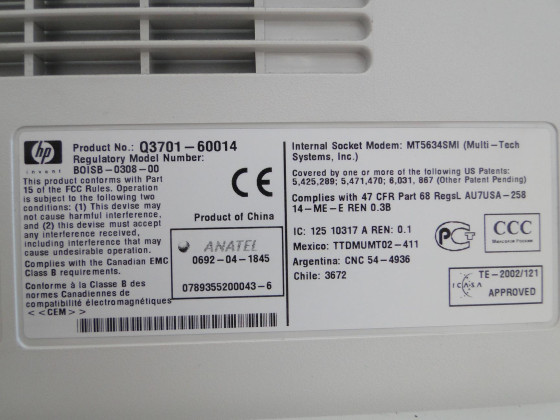 hp
invent
Product No.: Q3701-60014
Regulatory Model Number:
BOISB-0308-00
This product complies with Part
15 of the FCC Rules. Operation
is subject to the following two
conditions: (1) This devise may
not cause harmful interference,
and (2) this devise must accept
any interference received,
including interference that may
cause undesirable operation.
Complies with the Canadian EMC
Class B requirements.
Conforme à la Classe B des
normes Canadiennes de
compatibilité électromagnétiques
<<CEM>>
CE
Product of China
ANATEL
0692-04-1845
0789355200043-6
Internal Socket Modem: MT5634SMI (Multi-Tech
Systems, Inc.)
Covered by one or more of the following US Patents:
5,425,289; 5,471,470; 6,031, 867 (Other Patent Pending)
Complies with 47 CFR Part 68 RegsL AU7USA-258
14-ME-E REN 0.3B
IC: 125 10317 A REN: 0.1
Mexico: TTDMUMT02-411
Argentina: CNC 54-4936
Chile: 3672
CCC
TE-2002/121
ICASA
APPROVED